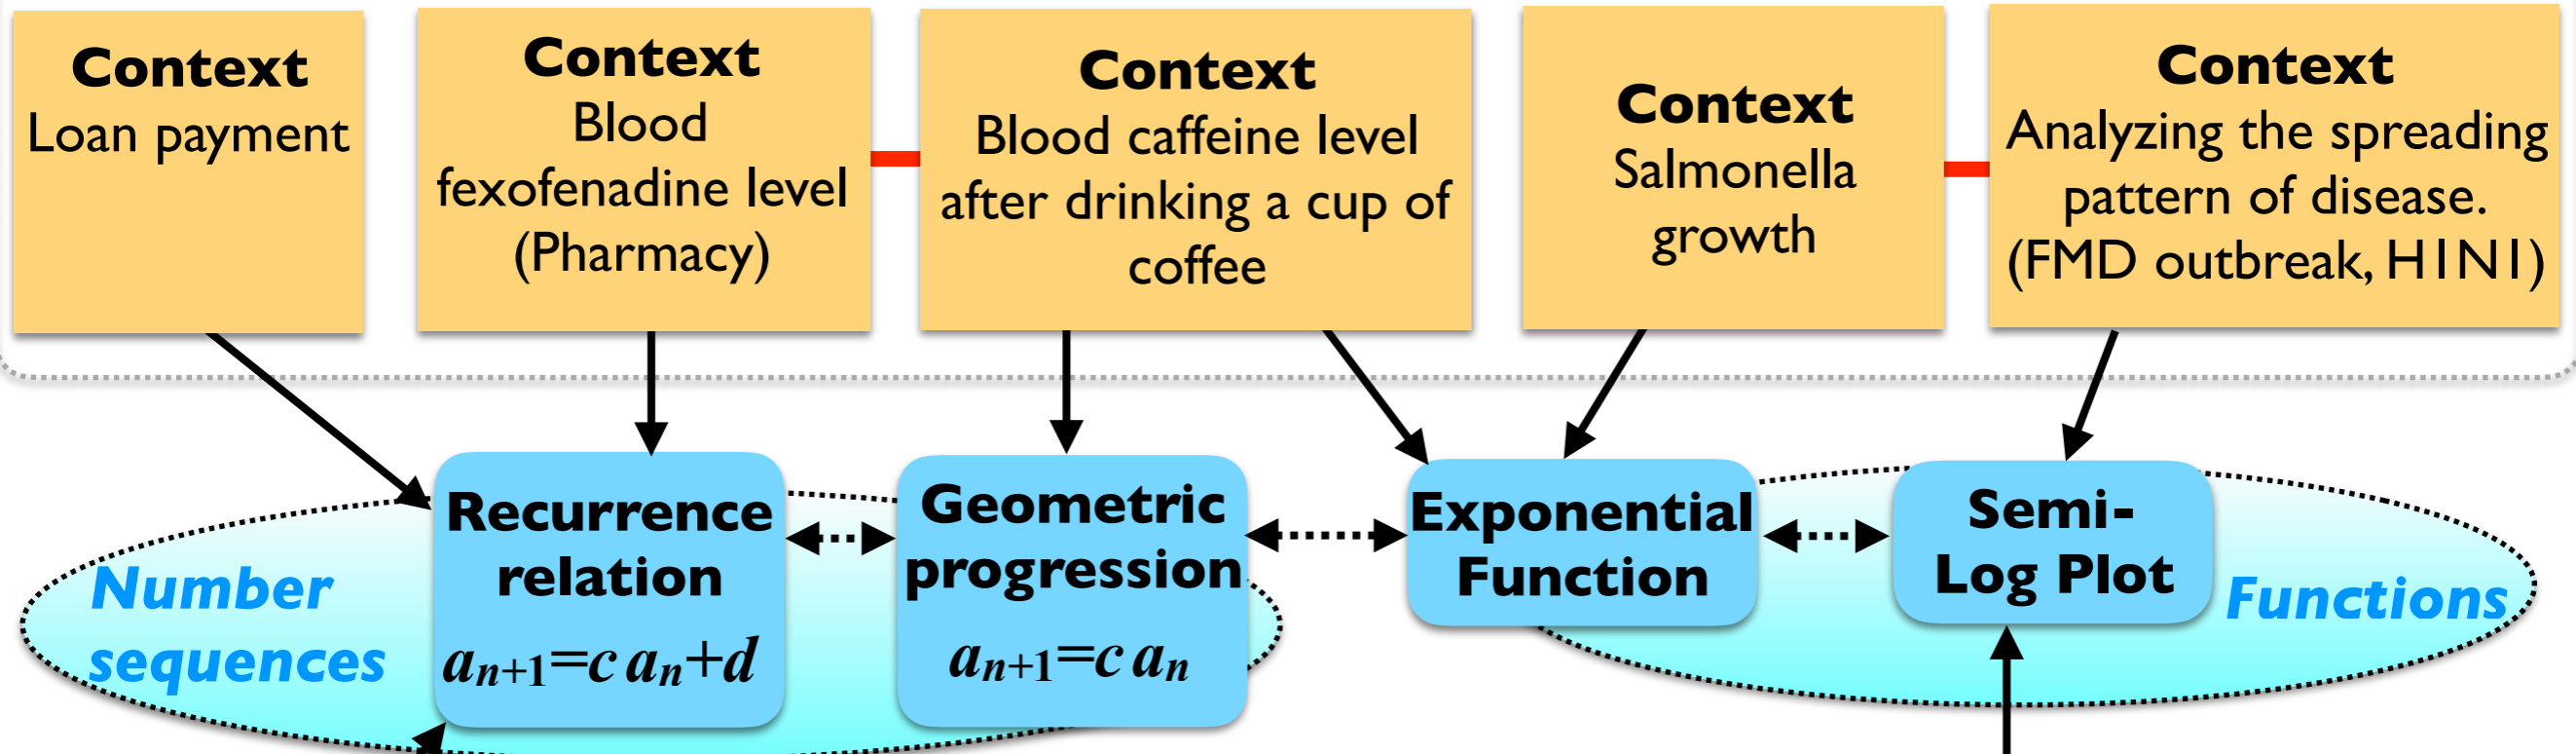 Context
Loan payment
Context
Blood
fexofenadine level
(Pharmacy)
Context
Blood caffeine level
after drinking a cup of
coffee
Context
Salmonella
growth
Context
Analyzing the spreading
pattern of disease.
(FMD outbreak, H1N1)
Number
sequences
Recurrence
relation
aₙ₊₁=c aₙ+d
Geometric
progression
aₙ₊₁=c aₙ
Exponential
Function
Semi-
Log Plot
Functions